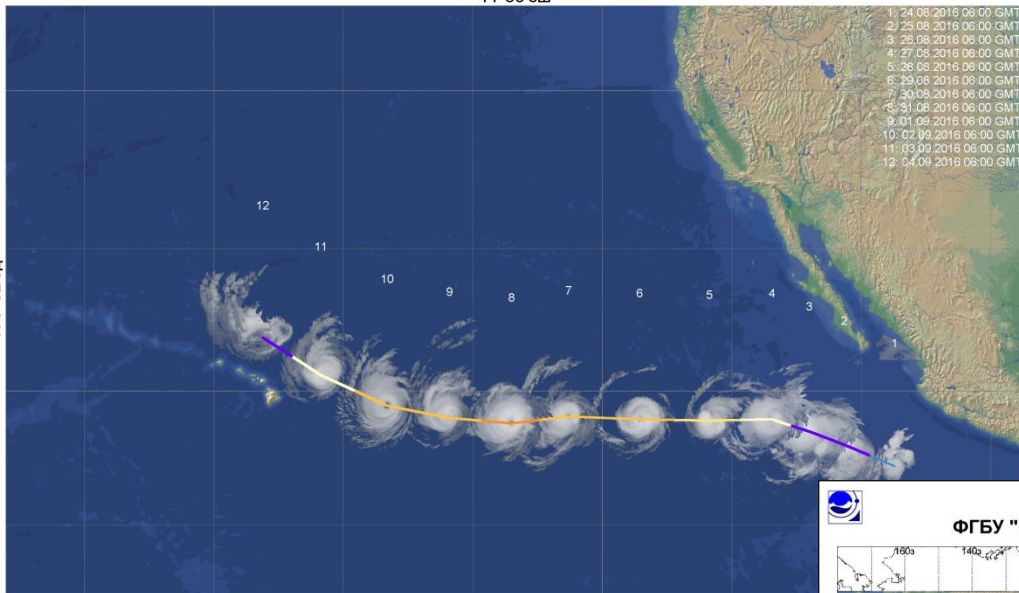 1: 24.08.2016 06:00 GMT
2: 25.08.2016 06:00 GMT
3: 26.08.2016 06:00 GMT
4: 27.08.2016 06:00 GMT
5: 28.08.2016 06:00 GMT
6: 29.08.2016 06:00 GMT
7: 30.08.2016 06:00 GMT
8: 31.08.2016 06:00 GMT
9: 01.09.2016 06:00 GMT
10: 02.09.2016 06:00 GMT
11: 03.09.2016 06:00 GMT
12: 04.09.2016 06:00 GMT
12
11
10
9
8
7
6
5
4
3
2
1
ФГБУ "
160з
140з